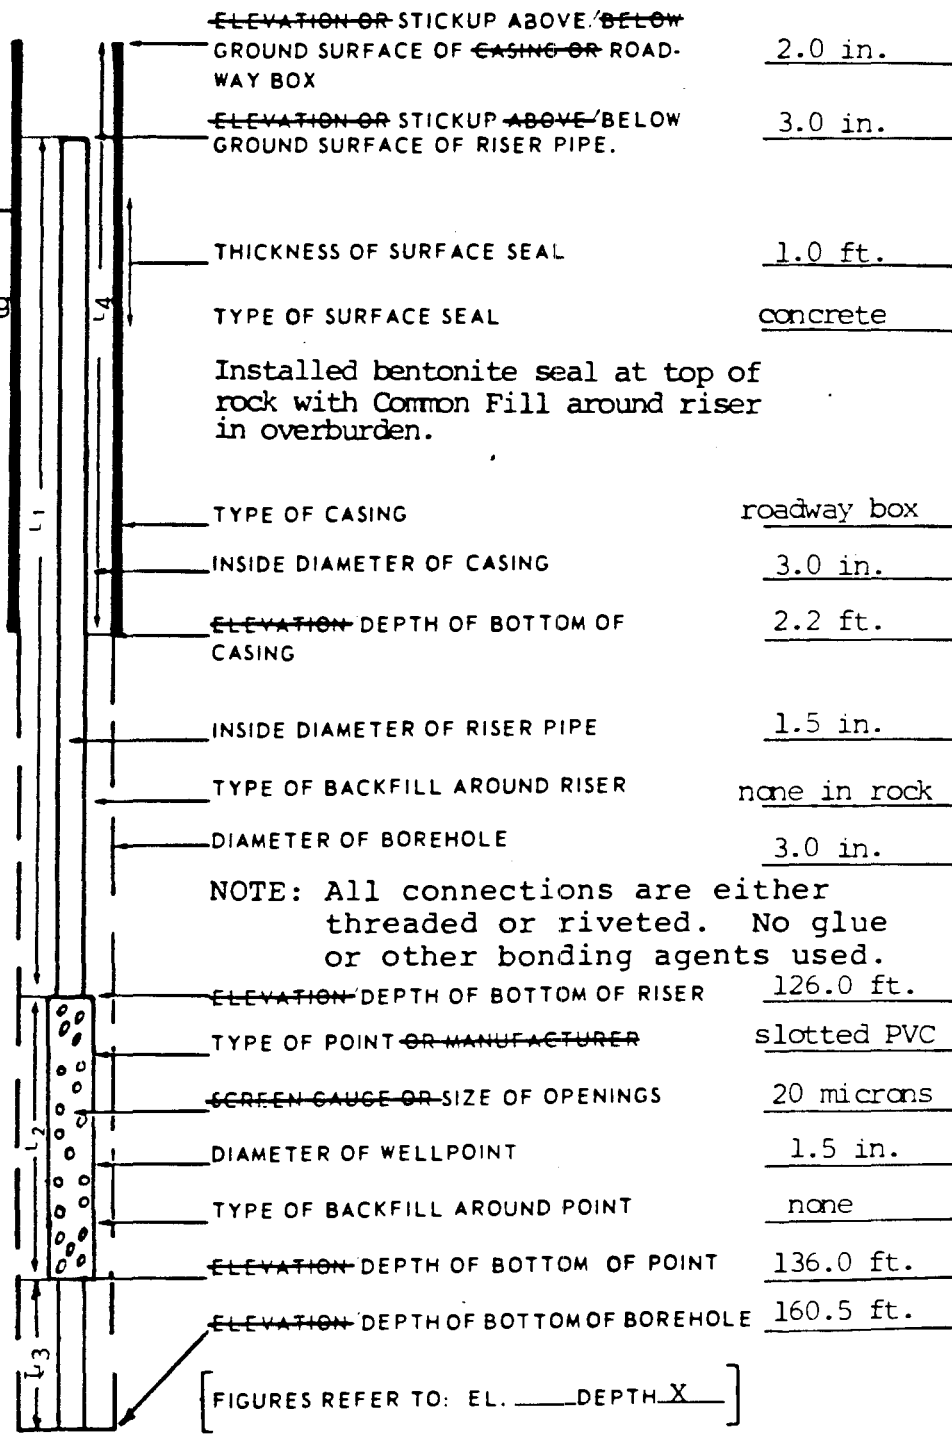 ELEVATION OR STICKUP ABOVE/BELOW
GROUND SURFACE OF CASING OR ROAD-
WAY BOX
2.0 in.
ELEVATION OR STICKUP ABOVE/BELOW
GROUND SURFACE OF RISER PIPE.
3.0 in.
THICKNESS OF SURFACE SEAL
1.0 ft.
L4
TYPE OF SURFACE SEAL
concrete
Installed bentonite seal at top of
rock with Common Fill around riser
in overburden.
L1
TYPE OF CASING
roadway box
INSIDE DIAMETER OF CASING
3.0 in.
ELEVATION DEPTH OF BOTTOM OF
CASING
2.2 ft.
INSIDE DIAMETER OF RISER PIPE
1.5 in.
TYPE OF BACKFILL AROUND RISER
none in rock
DIAMETER OF BOREHOLE
3.0 in.
NOTE: All connections are either
threaded or riveted. No glue
or other bonding agents used.
ELEVATION/DEPTH OF BOTTOM OF RISER
126.0 ft.
TYPE OF POINT OR MANUFACTURER
slotted PVC
SCREEN GAUGE OR SIZE OF OPENINGS
20 microns
L2
DIAMETER OF WELLPOINT
1.5 in.
TYPE OF BACKFILL AROUND POINT
none
ELEVATION DEPTH OF BOTTOM OF POINT
136.0 ft.
ELEVATION DEPTH OF BOTTOM OF BOREHOLE
160.5 ft.
L3
[FIGURES REFER TO: EL. ____DEPTH X ]